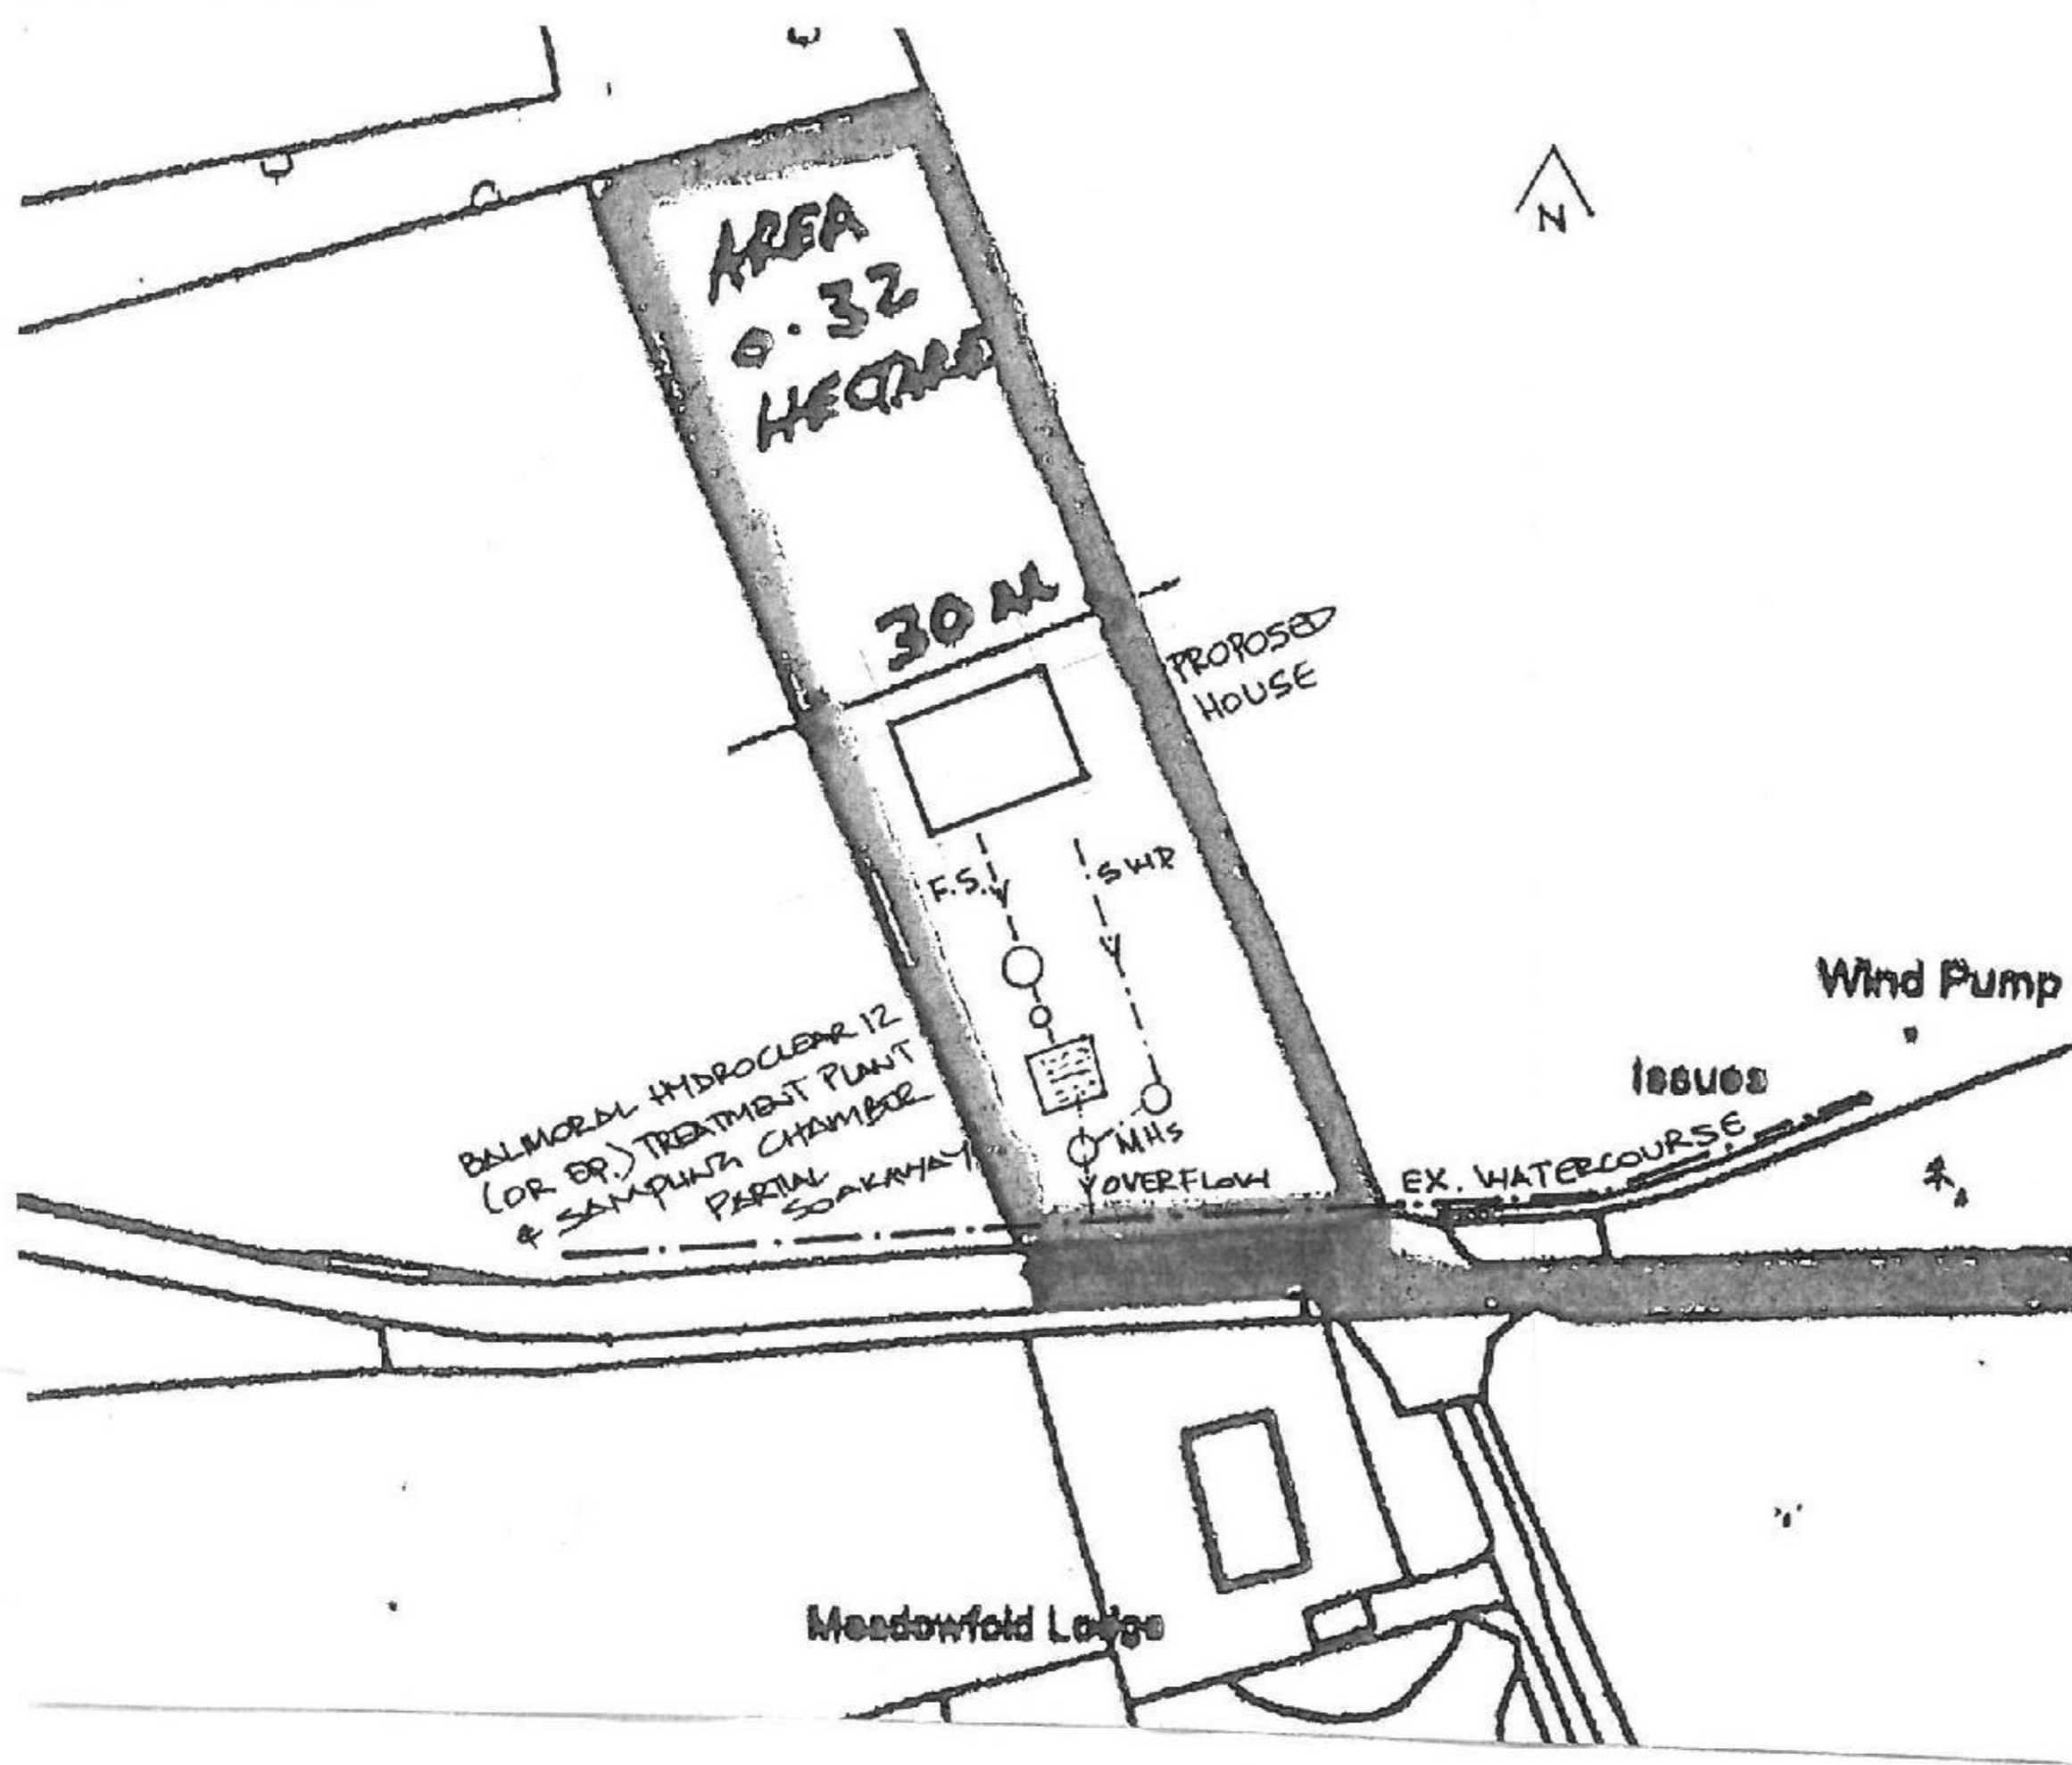 N
AREA
0.32
HECTARE
30 M
PROPOSED
HOUSE
F.S.
SWD
Wind Pump
Issues
BALMORAL HYDROCLEAR 12
(OR EQ.) TREATMENT PLANT
& SAMPLING CHAMBER
PARTIAL
SOAKAWAY
MHs
OVERFLOW
EX. WATERCOURSE
Meadowfold Lodge